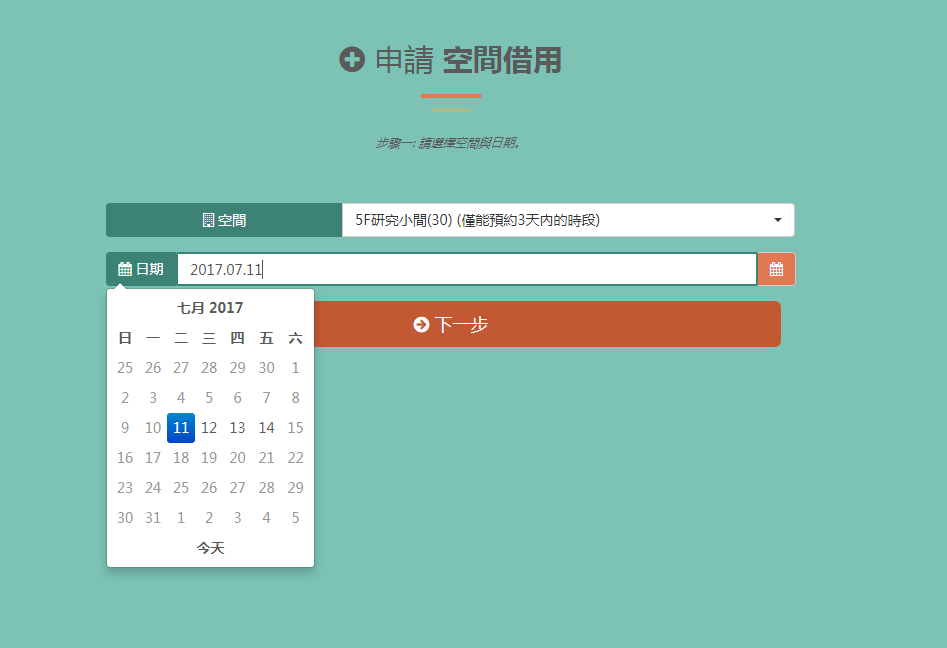 申請 空間借用
步驟一: 請選擇空間與日期。
空間 5F研究小間(30) (僅能預約3天內的時段)
日期 2017.07.11
下一步
七月 2017
日 一 二 三 四 五 六
25 26 27 28 29 30 1
2 3 4 5 6 7 8
9 10 11 12 13 14 15
16 17 18 19 20 21 22
23 24 25 26 27 28 29
30 31 1 2 3 4 5
今天